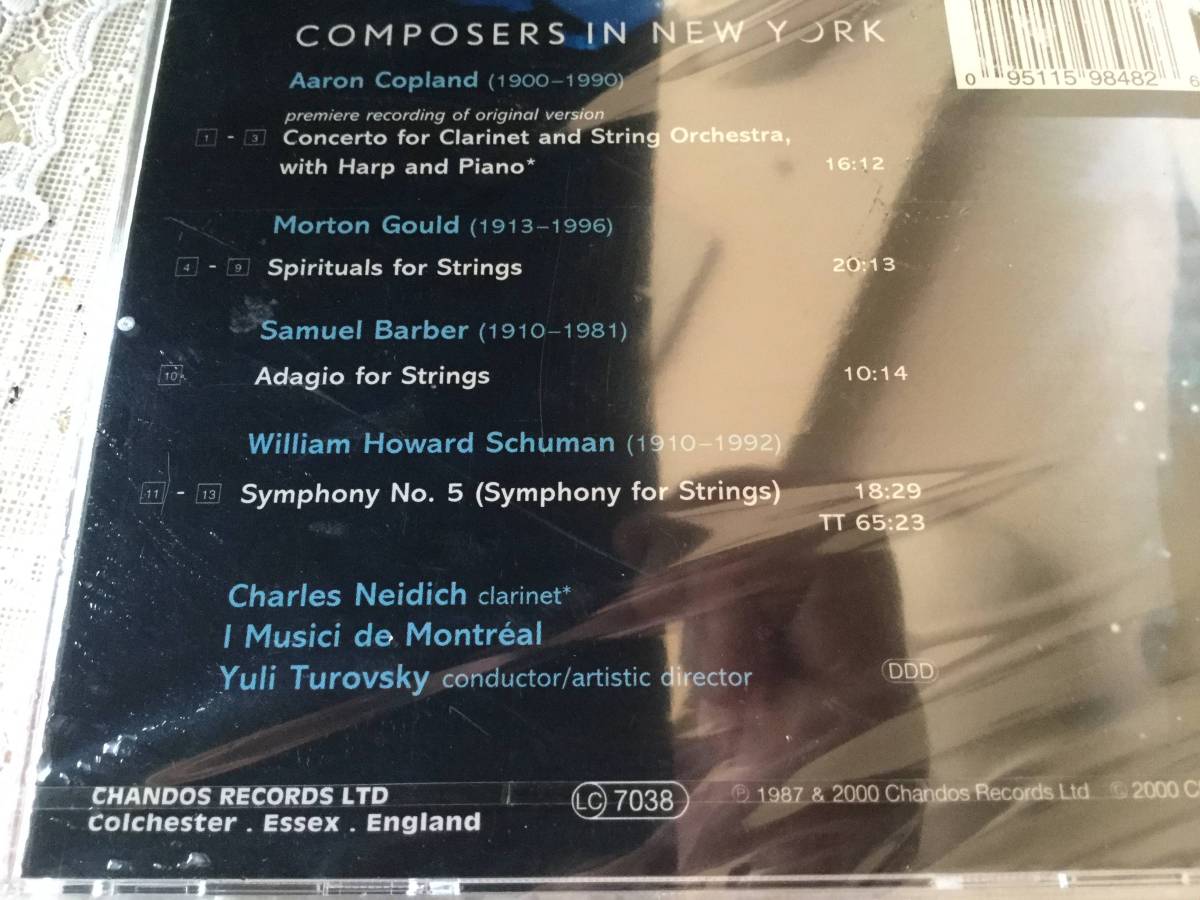 COMPOSERS IN NEW YORK
0 95115 98482 6
Aaron Copland (1900–1990)
premiere recording of original version
1 - 3 Concerto for Clarinet and String Orchestra,
with Harp and Piano* 16:12
Morton Gould (1913–1996)
4 - 9 Spirituals for Strings 20:13
Samuel Barber (1910–1981)
10 Adagio for Strings 10:14
William Howard Schuman (1910–1992)
11 - 13 Symphony No. 5 (Symphony for Strings) 18:29
TT 65:23
Charles Neidich clarinet*
I Musici de Montréal
Yuli Turovsky conductor/artistic director
DDD
CHANDOS RECORDS LTD
Colchester . Essex . England
LC 7038
℗ 1987 & 2000 Chandos Records Ltd © 2000